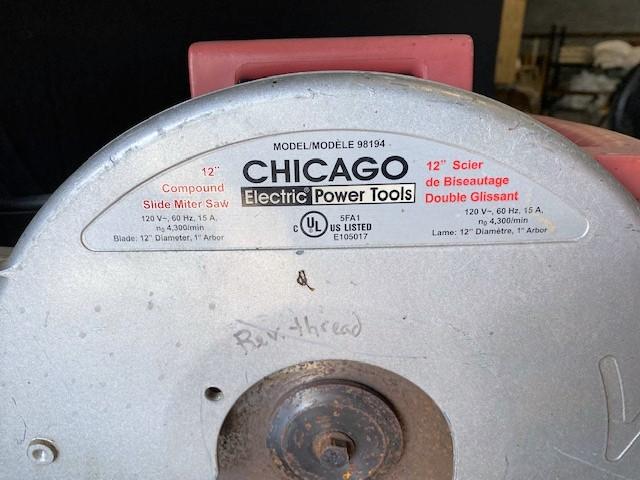 MODEL/MODÈLE 98194
CHICAGO
Electric® Power Tools
12"
Compound
Slide Miter Saw
120 V~, 60 Hz, 15 A,
n₀ 4,300/min
Blade: 12" Diameter, 1" Arbor
C UL US LISTED
5FA1
E105017
12" Scier
de Biseautage
Double Glissant
120 V~, 60 Hz, 15 A,
n₀ 4,300/min
Lame: 12" Diamètre, 1" Arbor
Rev. thread